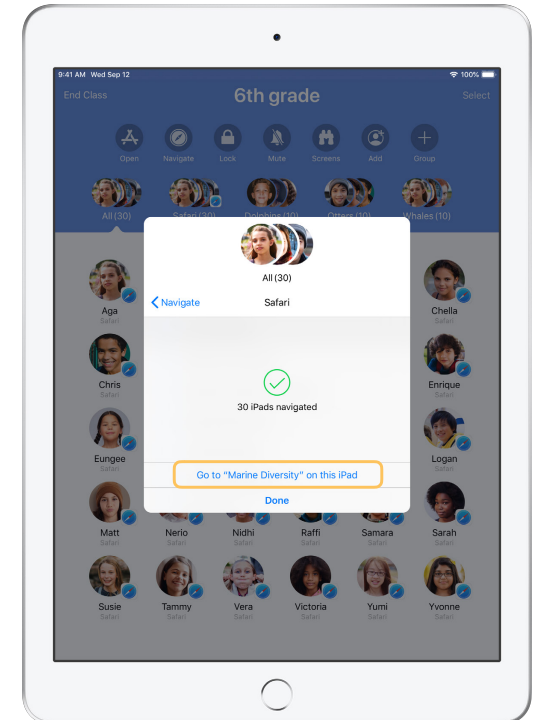 9:41 AM Wed Sep 12
100%
End Class
6th grade
Select
Open
Navigate
Lock
Mute
Screens
Add
Group
All (30)
Safari (30)
Dolphins (10)
Otters (10)
Whales (10)
All (30)
Navigate
Safari
30 iPads navigated
Go to “Marine Diversity” on this iPad
Done
Aga
Safari
Chella
Safari
Chris
Safari
Enrique
Safari
Eungee
Safari
Logan
Safari
Matt
Safari
Nerio
Safari
Nidhi
Safari
Raffi
Safari
Samara
Safari
Sarah
Safari
Susie
Safari
Tammy
Safari
Vera
Safari
Victoria
Safari
Yumi
Safari
Yvonne
Safari